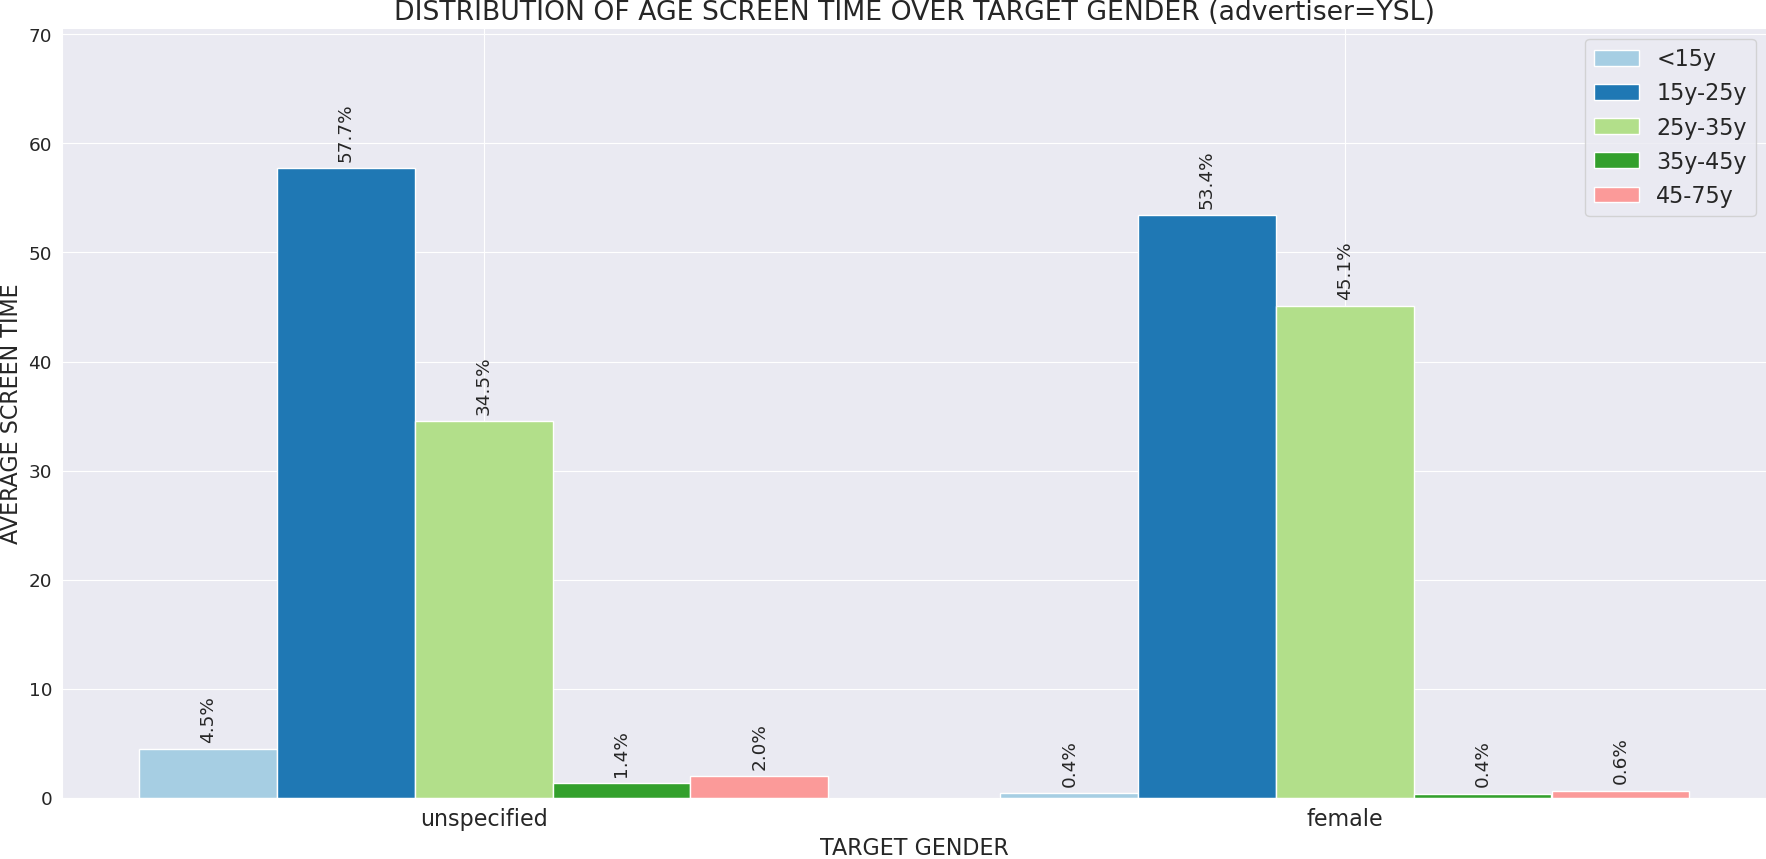 DISTRIBUTION OF AGE SCREEN TIME OVER TARGET GENDER (advertiser=YSL)
AVERAGE SCREEN TIME
70
60
50
40
30
20
10
0
<15y
15y-25y
25y-35y
35y-45y
45-75y
4.5%
57.7%
34.5%
1.4%
2.0%
0.4%
53.4%
45.1%
0.4%
0.6%
unspecified
female
TARGET GENDER